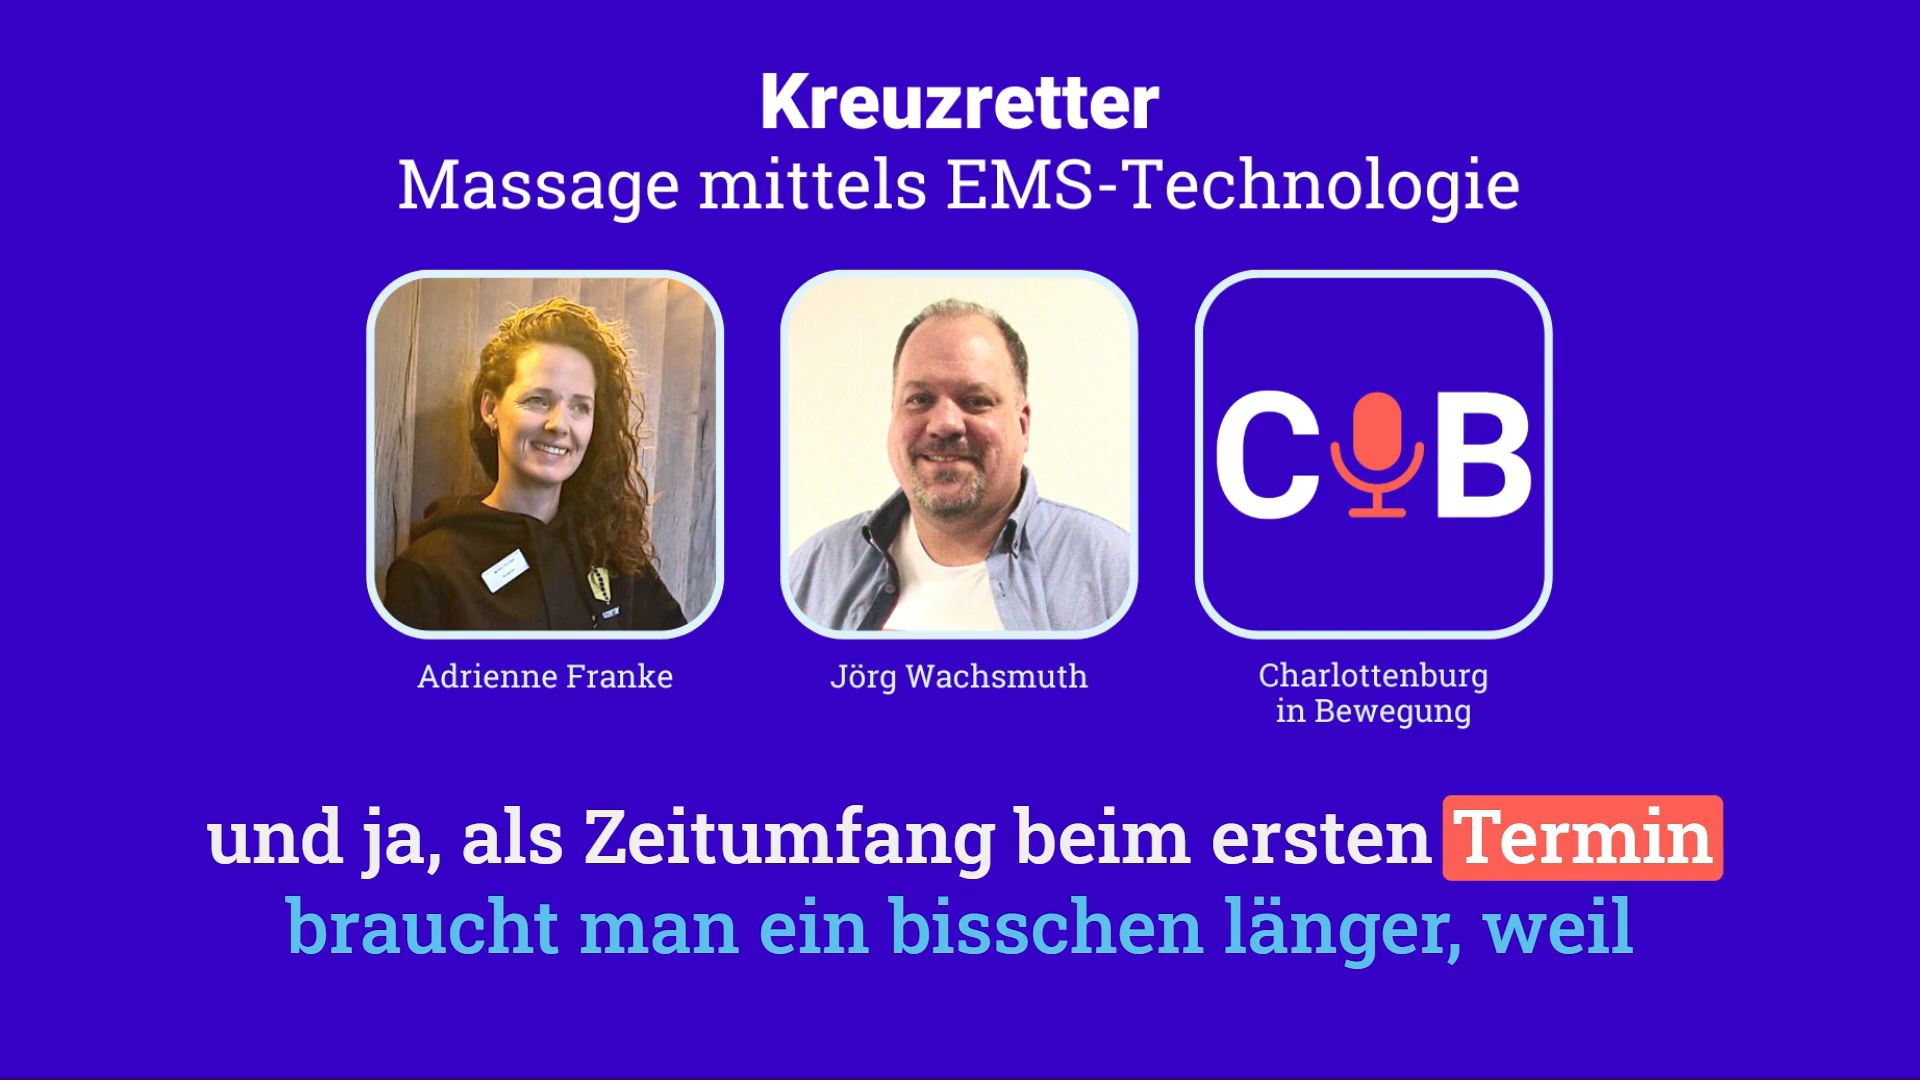 Kreuzretter
Massage mittels EMS-Technologie
C B
Adrienne Franke
Jörg Wachsmuth
Charlottenburg
in Bewegung
und ja, als Zeitumfang beim ersten Termin
braucht man ein bisschen länger, weil